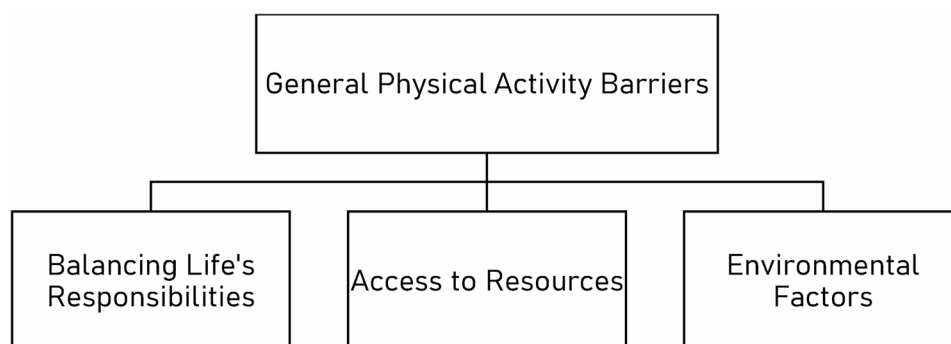 General Physical Activity Barriers
Balancing Life's
Responsibilities
Access to Resources
Environmental
Factors